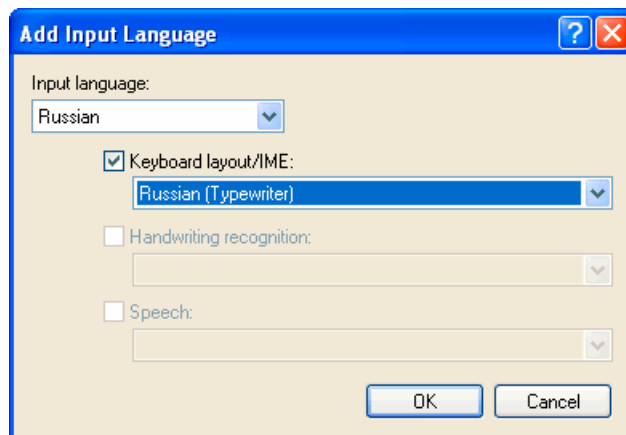 Add Input Language
Input language:
Russian
Keyboard layout/IME:
Russian (Typewriter)
Handwriting recognition:
Speech:
OK Cancel